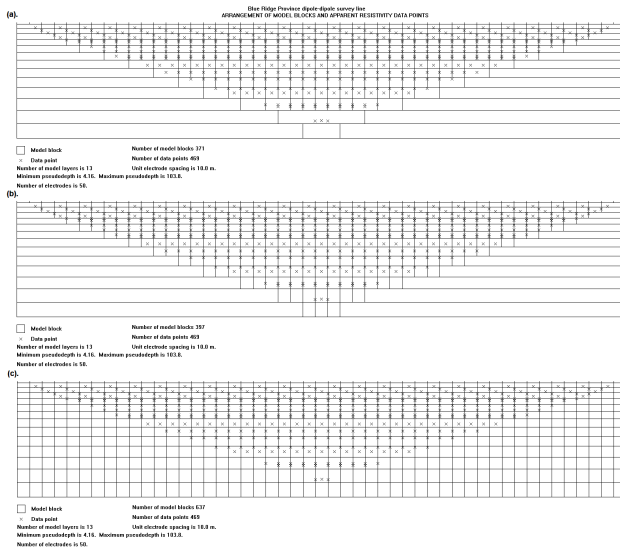 Blue Ridge Province dipole-dipole survey line
(a). ARRANGEMENT OF MODEL BLOCKS AND APPARENT RESISTIVITY DATA POINTS
Model block Number of model blocks 371
× Data point Number of data points 469
Number of model layers is 13 Unit electrode spacing is 10.0 m.
Minimum pseudodepth is 4.16. Maximum pseudodepth is 103.8.
Number of electrodes is 50.
(b).
Model block Number of model blocks 397
× Data point Number of data points 469
Number of model layers is 13 Unit electrode spacing is 10.0 m.
Minimum pseudodepth is 4.16. Maximum pseudodepth is 103.8.
Number of electrodes is 50.
(c).
Model block Number of model blocks 637
× Data point Number of data points 469
Number of model layers is 13 Unit electrode spacing is 10.0 m.
Minimum pseudodepth is 4.16. Maximum pseudodepth is 103.8.
Number of electrodes is 50.